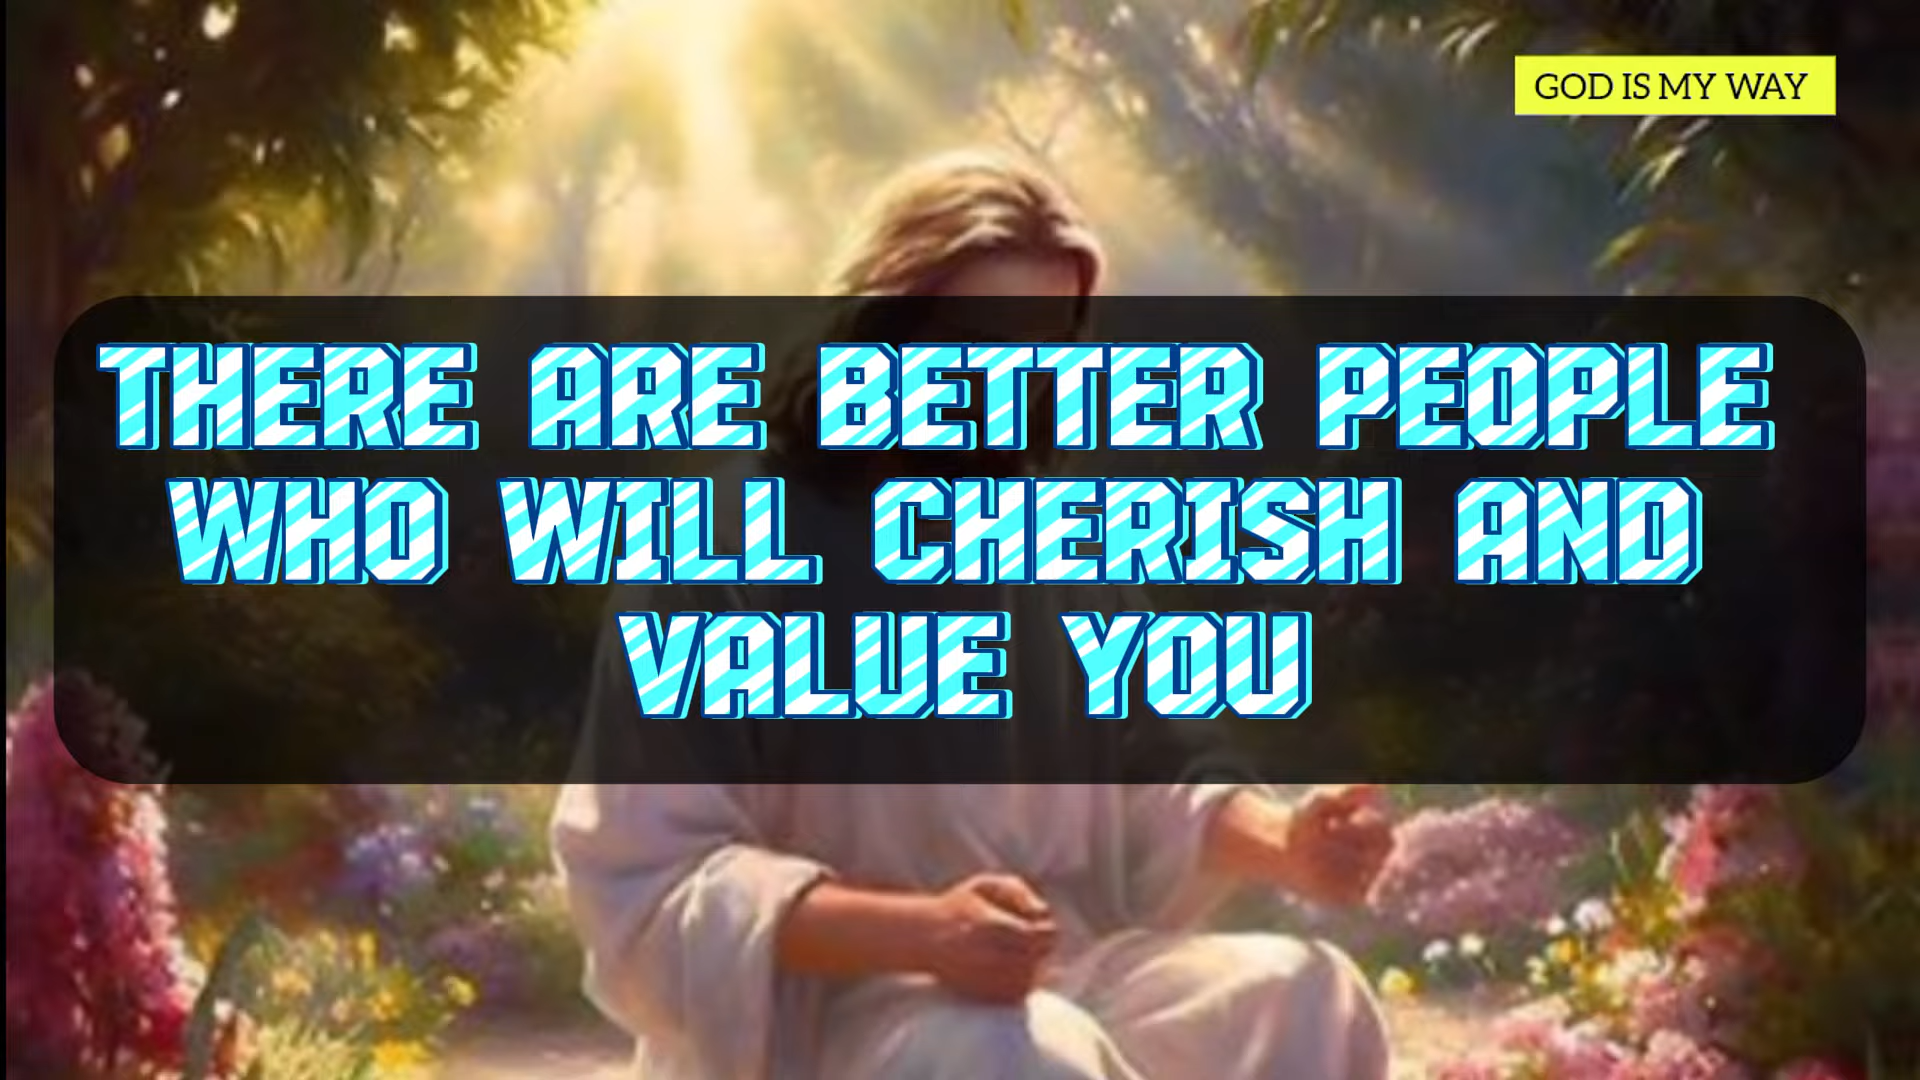 GOD IS MY WAY
THERE ARE BETTER PEOPLE
WHO WILL CHERISH AND
VALUE YOU